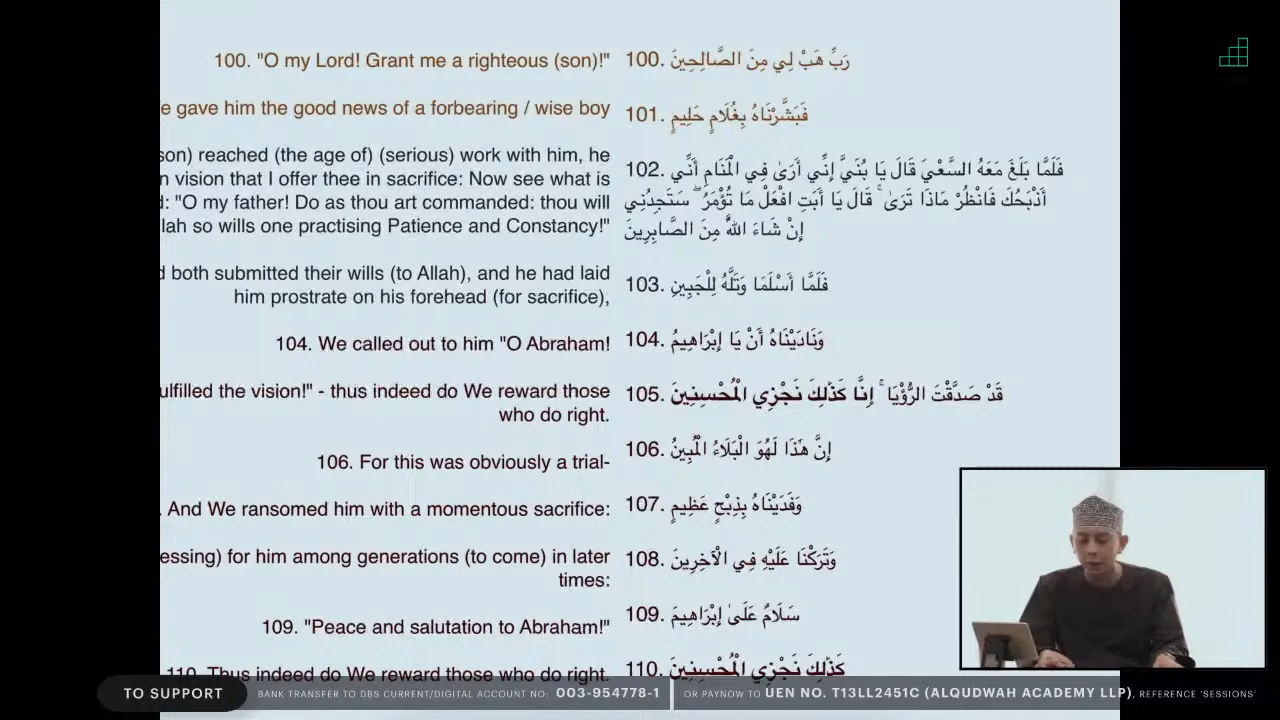 100. "O my Lord! Grant me a righteous (son)!"
100. رَبِّ هَبْ لِي مِنَ الصَّالِحِينَ
gave him the good news of a forbearing / wise boy
101. فَبَشَّرْنَاهُ بِغُلَامٍ حَلِيمٍ
son) reached (the age of) (serious) work with him, he
vision that I offer thee in sacrifice: Now see what is
"O my father! Do as thou art commanded: thou will
so wills one practising Patience and Constancy!"
102. فَلَمَّا بَلَغَ مَعَهُ السَّعْيَ قَالَ يَا بُنَيَّ إِنِّي أَرَىٰ فِي الْمَنَامِ أَنِّي
أَذْبَحُكَ فَانْظُرْ مَاذَا تَرَىٰ ۚ قَالَ يَا أَبَتِ افْعَلْ مَا تُؤْمَرُ ۖ سَتَجِدُنِي
إِنْ شَاءَ اللَّهُ مِنَ الصَّابِرِينَ
both submitted their wills (to Allah), and he had laid
him prostrate on his forehead (for sacrifice),
103. فَلَمَّا أَسْلَمَا وَتَلَّهُ لِلْجَبِينِ
104. We called out to him "O Abraham!
104. وَنَادَيْنَاهُ أَنْ يَا إِبْرَاهِيمُ
ulfilled the vision!" - thus indeed do We reward those
who do right.
105. قَدْ صَدَّقْتَ الرُّؤْيَا ۚ إِنَّا كَذَٰلِكَ نَجْزِي الْمُحْسِنِينَ
106. For this was obviously a trial-
106. إِنَّ هَٰذَا لَهُوَ الْبَلَاءُ الْمُبِينُ
. And We ransomed him with a momentous sacrifice:
107. وَفَدَيْنَاهُ بِذِبْحٍ عَظِيمٍ
essing) for him among generations (to come) in later
times:
108. وَتَرَكْنَا عَلَيْهِ فِي الْآخِرِينَ
109. "Peace and salutation to Abraham!"
109. سَلَامٌ عَلَىٰ إِبْرَاهِيمَ
110. Thus indeed do We reward those who do right.
110. كَذَٰلِكَ نَجْزِي الْمُحْسِنِينَ
TO SUPPORT
BANK TRANSFER TO DBS CURRENT/DIGITAL ACCOUNT NO: 003-954778-1
OR PAYNOW TO UEN NO. T13LL2451C (ALQUDWAH ACADEMY LLP), REFERENCE 'SESSIONS'